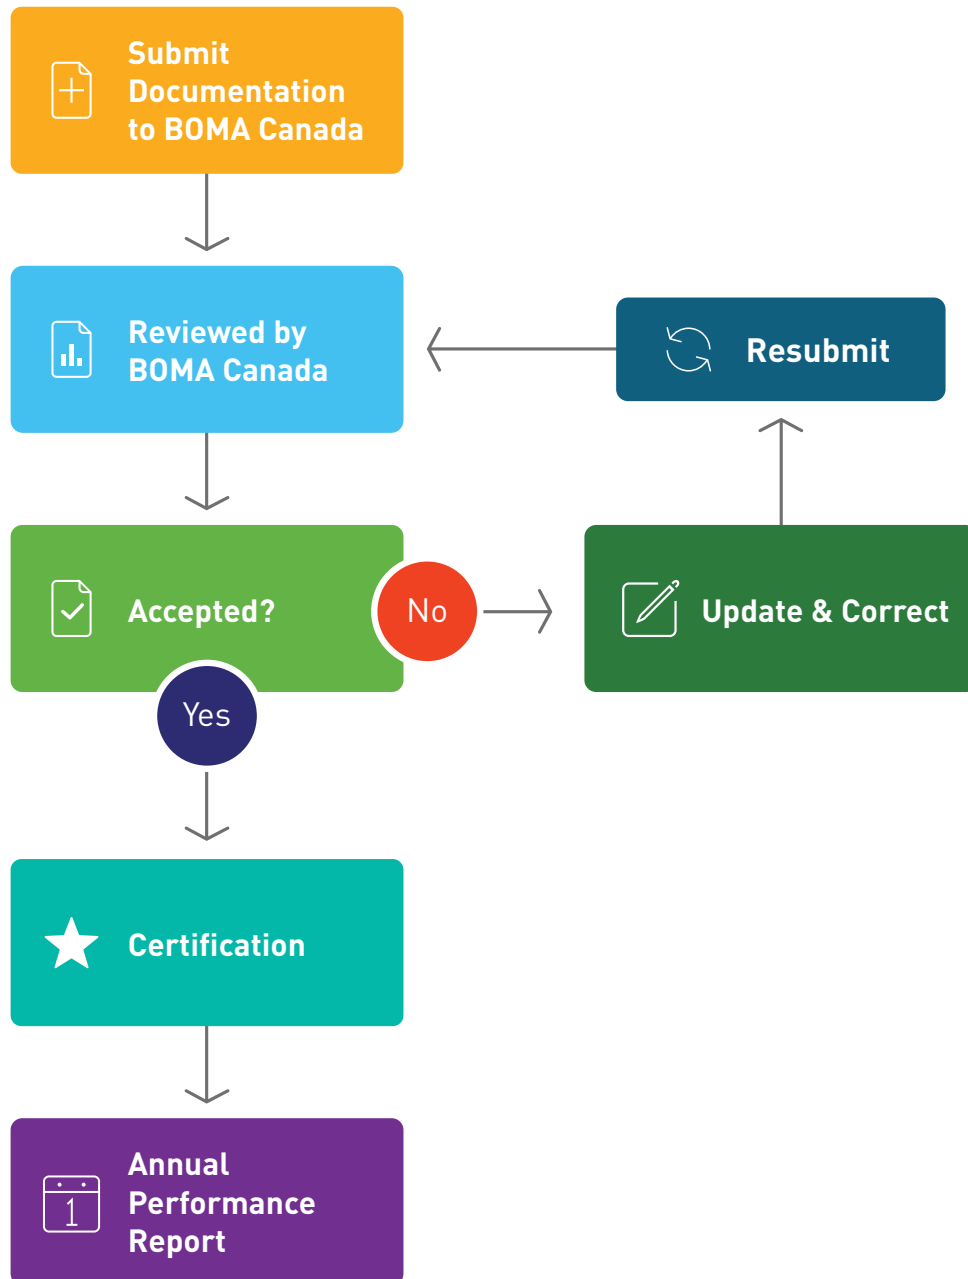 Submit
Documentation
to BOMA Canada
Reviewed by
BOMA Canada
Resubmit
Accepted?
No
Update & Correct
Yes
Certification
1
Annual
Performance
Report